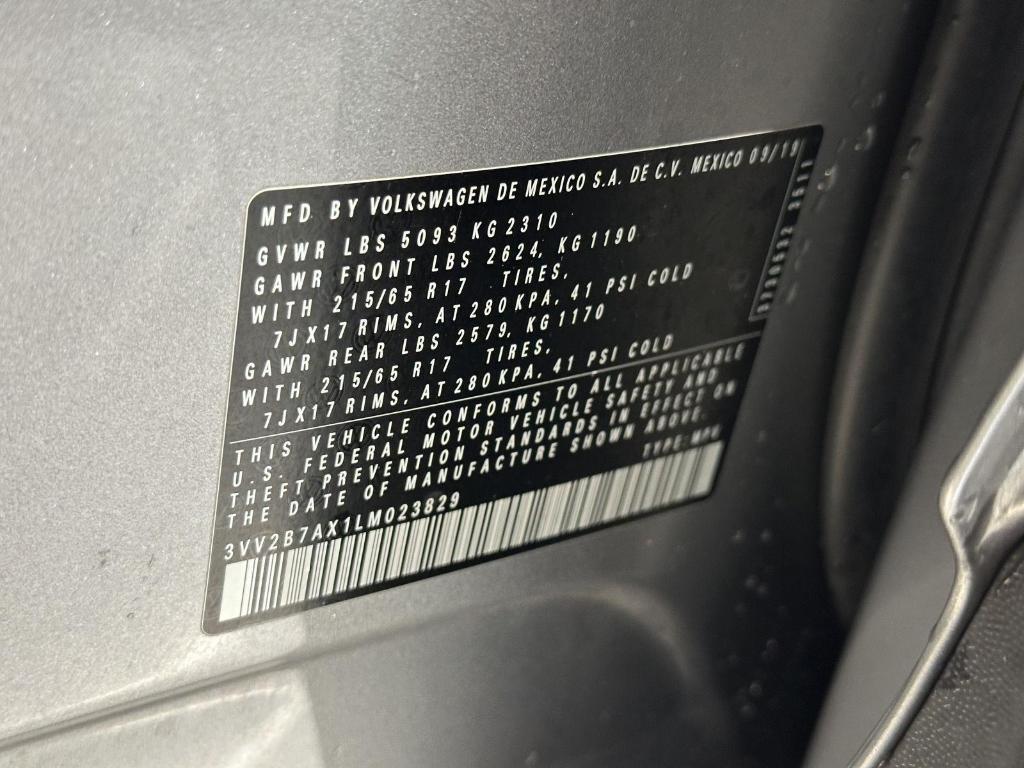 MFD BY VOLKSWAGEN DE MEXICO S.A. DE C.V. MEXICO 09/19
GVWR LBS 5093 KG 2310
GAWR FRONT LBS 2624, KG 1190
WITH 215/65 R17 TIRES,
7JX17 RIMS, AT 280 KPA, 41 PSI COLD
GAWR REAR LBS 2579, KG 1170
WITH 215/65 R17 TIRES,
7JX17 RIMS, AT 280 KPA, 41 PSI COLD
THIS VEHICLE CONFORMS TO ALL APPLICABLE
U.S. FEDERAL MOTOR VEHICLE SAFETY AND
THEFT PREVENTION STANDARDS IN EFFECT ON
THE DATE OF MANUFACTURE SHOWN ABOVE.
TYPE: MPV
3VV2B7AX1LM023829